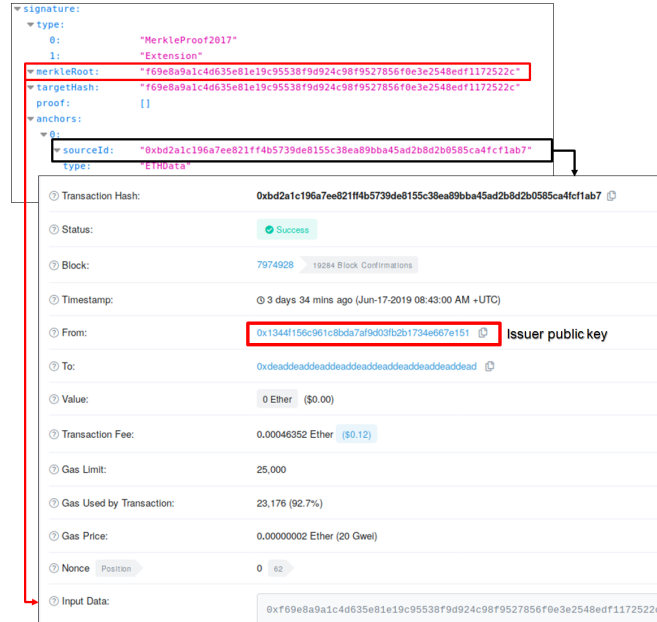 signature:
type:
0: "MerkleProof2017"
1: "Extension"
merkleRoot: "f69e8a9a1c4d635e81e19c95538f9d924c98f9527856f0e3e2548edf1172522c"
targetHash: "f69e8a9a1c4d635e81e19c95538f9d924c98f9527856f0e3e2548edf1172522c"
proof: []
anchors:
0:
sourceId: "0xbd2a1c196a7ee821ff4b5739de8155c38ea89bba45ad2b8d2b0585ca4fcf1ab7"
type: "ETHData"
Transaction Hash: 0xbd2a1c196a7ee821ff4b5739de8155c38ea89bba45ad2b8d2b0585ca4fcf1ab7
Status: Success
Block: 7974928 19284 Block Confirmations
Timestamp: 3 days 34 mins ago (Jun-17-2019 08:43:00 AM +UTC)
From: 0x1344f156c961c8bda7af9d03fb2b1734e667e151 Issuer public key
To: 0xdeaddeaddeaddeaddeaddeaddeaddeaddeaddead
Value: 0 Ether ($0.00)
Transaction Fee: 0.00046352 Ether ($0.12)
Gas Limit: 25,000
Gas Used by Transaction: 23,176 (92.7%)
Gas Price: 0.00000002 Ether (20 Gwei)
Nonce Position 0 62
Input Data: 0xf69e8a9a1c4d635e81e19c95538f9d924c98f9527856f0e3e2548edf1172522c